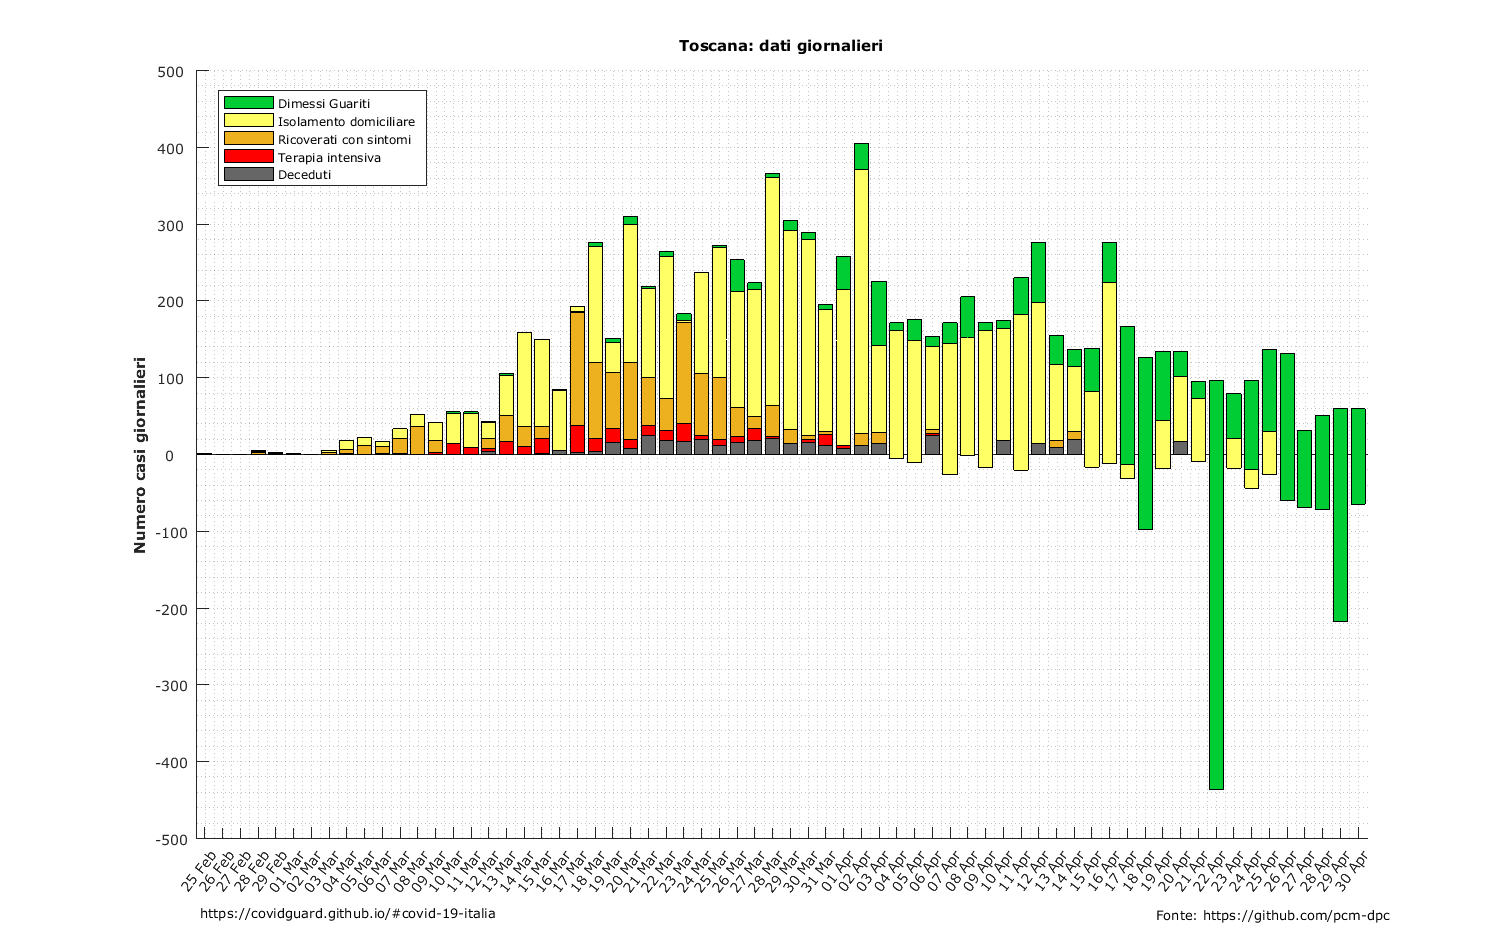 Toscana: dati giornalieri
Dimessi Guariti
Isolamento domiciliare
Ricoverati con sintomi
Terapia intensiva
Deceduti
Numero casi giornalieri
500
400
300
200
100
0
-100
-200
-300
-400
-500
25 Feb
26 Feb
27 Feb
28 Feb
29 Feb
01 Mar
02 Mar
03 Mar
04 Mar
05 Mar
06 Mar
07 Mar
08 Mar
09 Mar
10 Mar
11 Mar
12 Mar
13 Mar
14 Mar
15 Mar
16 Mar
17 Mar
18 Mar
19 Mar
20 Mar
21 Mar
22 Mar
23 Mar
24 Mar
25 Mar
26 Mar
27 Mar
28 Mar
29 Mar
30 Mar
31 Mar
01 Apr
02 Apr
03 Apr
04 Apr
05 Apr
06 Apr
07 Apr
08 Apr
09 Apr
10 Apr
11 Apr
12 Apr
13 Apr
14 Apr
15 Apr
16 Apr
17 Apr
18 Apr
19 Apr
20 Apr
21 Apr
22 Apr
23 Apr
24 Apr
25 Apr
26 Apr
27 Apr
28 Apr
29 Apr
30 Apr
https://covidguard.github.io/#covid-19-italia
Fonte: https://github.com/pcm-dpc